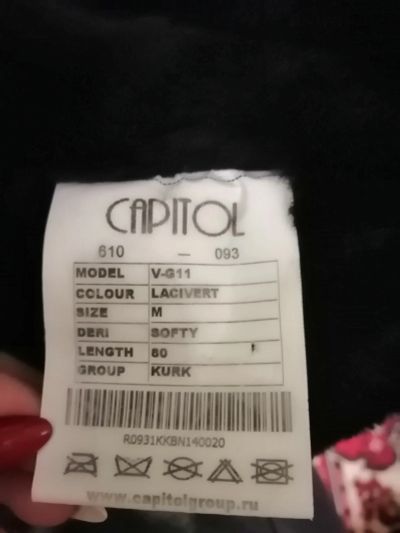 CAPITOL
610 — 093
MODEL V-G11
COLOUR LACIVERT
SIZE M
DERI SOFTY
LENGTH 80
GROUP KURK
R0931KKBN140020
www.capitolgroup.ru